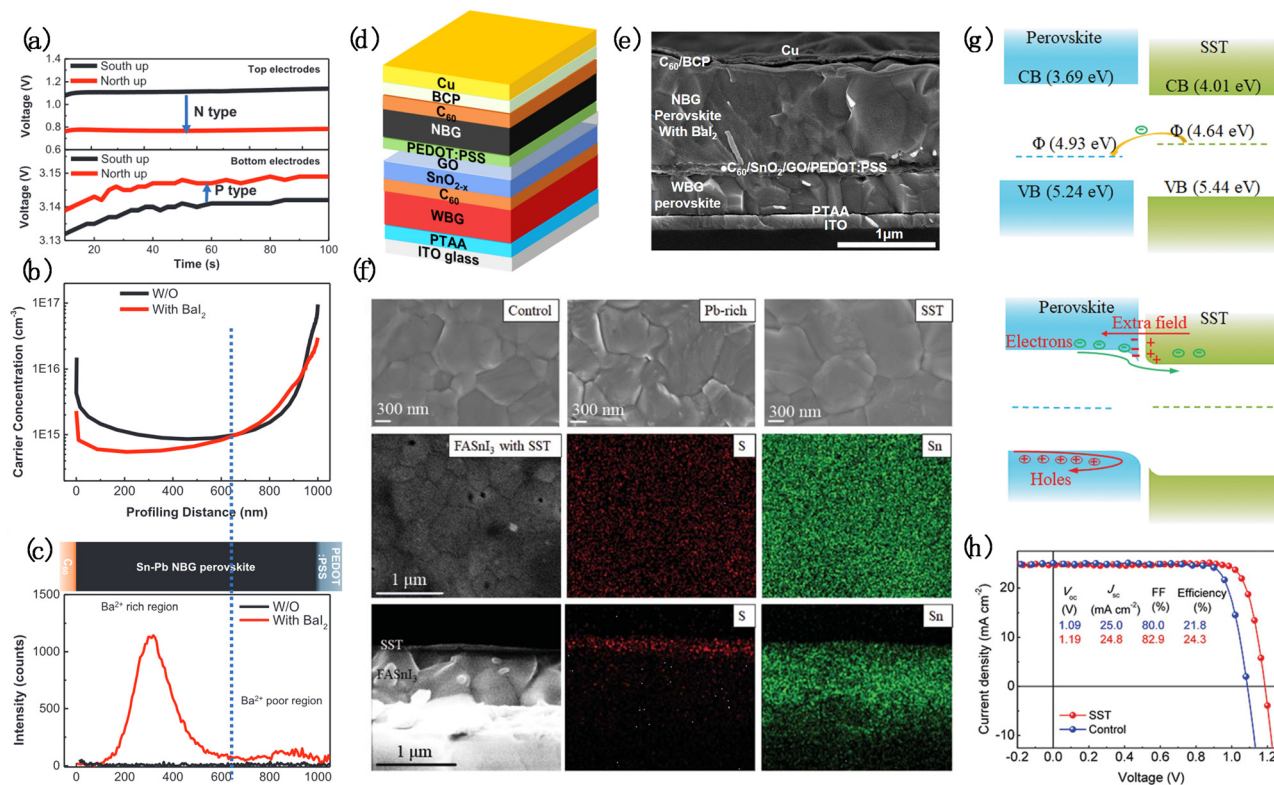 (a)
South up
North up
Top electrodes
N type
Voltage (V)
1.2
1.0
0.8
0.6
South up
North up
Bottom electrodes
P type
Voltage (V)
3.15
3.14
3.13
20
40
60
80
100
Time (s)
(b)
W/O
With BaI2
Carrier Concentration (cm-3)
1E17
1E16
1E15
0
200
400
600
800
1000
Profiling Distance (nm)
(c)
C60
Sn-Pb NBG perovskite
PEDOT
:PSS
Ba2+ rich region
W/O
With BaI2
Ba2+ poor region
Intensity (counts)
1500
1000
500
0
0
200
400
600
800
1000
(d)
Cu
BCP
C60
NBG
PEDOT:PSS
GO
SnO2-x
C60
WBG
PTAA
ITO glass
(e)
Cu
C60/BCP
NBG
Perovskite
With BaI2
C60/SnO2/GO/PEDOT:PSS
WBG
perovskite
PTAA
ITO
1μm
(f)
Control
Pb-rich
SST
300 nm
300 nm
300 nm
FASnI3 with SST
S
Sn
1 μm
S
Sn
SST
FASnI3
1 μm
(g)
Perovskite
SST
CB (3.69 eV)
CB (4.01 eV)
Φ (4.93 eV)
Φ (4.64 eV)
VB (5.24 eV)
VB (5.44 eV)
Perovskite
SST
Extra field
Electrons
Holes
(h)
Voc
(V)
Jsc
(mA cm-2)
FF
(%)
Efficiency
(%)
1.09 25.0 80.0 21.8
1.19 24.8 82.9 24.3
SST
Control
Current density (mA cm-2)
20
10
0
-10
-0.2
0.0
0.2
0.4
0.6
0.8
1.0
1.2
Voltage (V)